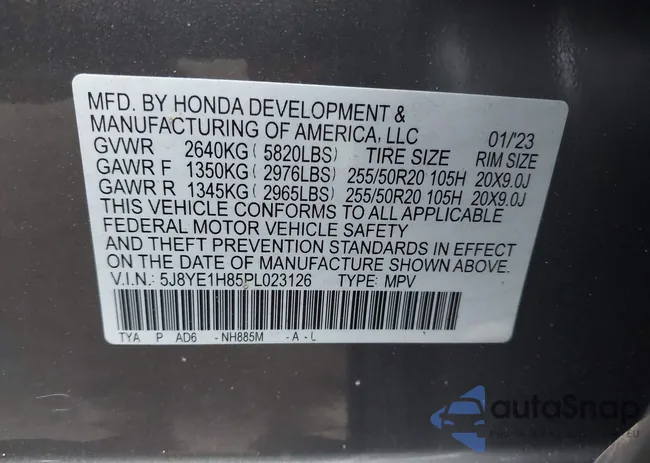 MFD. BY HONDA DEVELOPMENT &
MANUFACTURING OF AMERICA, LLC 01/'23
GVWR 2640KG (5820LBS) TIRE SIZE RIM SIZE
GAWR F 1350KG (2976LBS) 255/50R20 105H 20X9.0J
GAWR R 1345KG (2965LBS) 255/50R20 105H 20X9.0J
THIS VEHICLE CONFORMS TO ALL APPLICABLE
FEDERAL MOTOR VEHICLE SAFETY
AND THEFT PREVENTION STANDARDS IN EFFECT
ON THE DATE OF MANUFACTURE SHOWN ABOVE.
V.I.N.: 5J8YE1H85PL023126 TYPE: MPV
TYA P AD6 -NH885M -A -
autoSnap